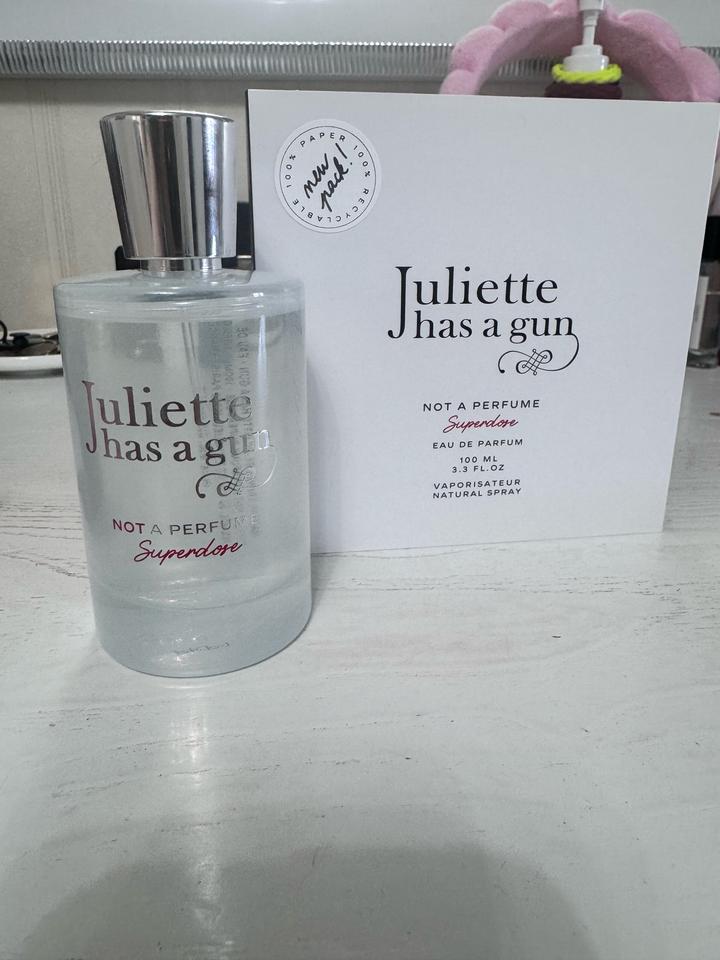 Juliette
has a gun
NOT A PERFUME
Superdose
100% PAPER 100% RECYCLABLE
new
pack!
Juliette
has a gun
NOT A PERFUME
Superdose
EAU DE PARFUM
100 ML
3.3 FL.OZ
VAPORISATEUR
NATURAL SPRAY